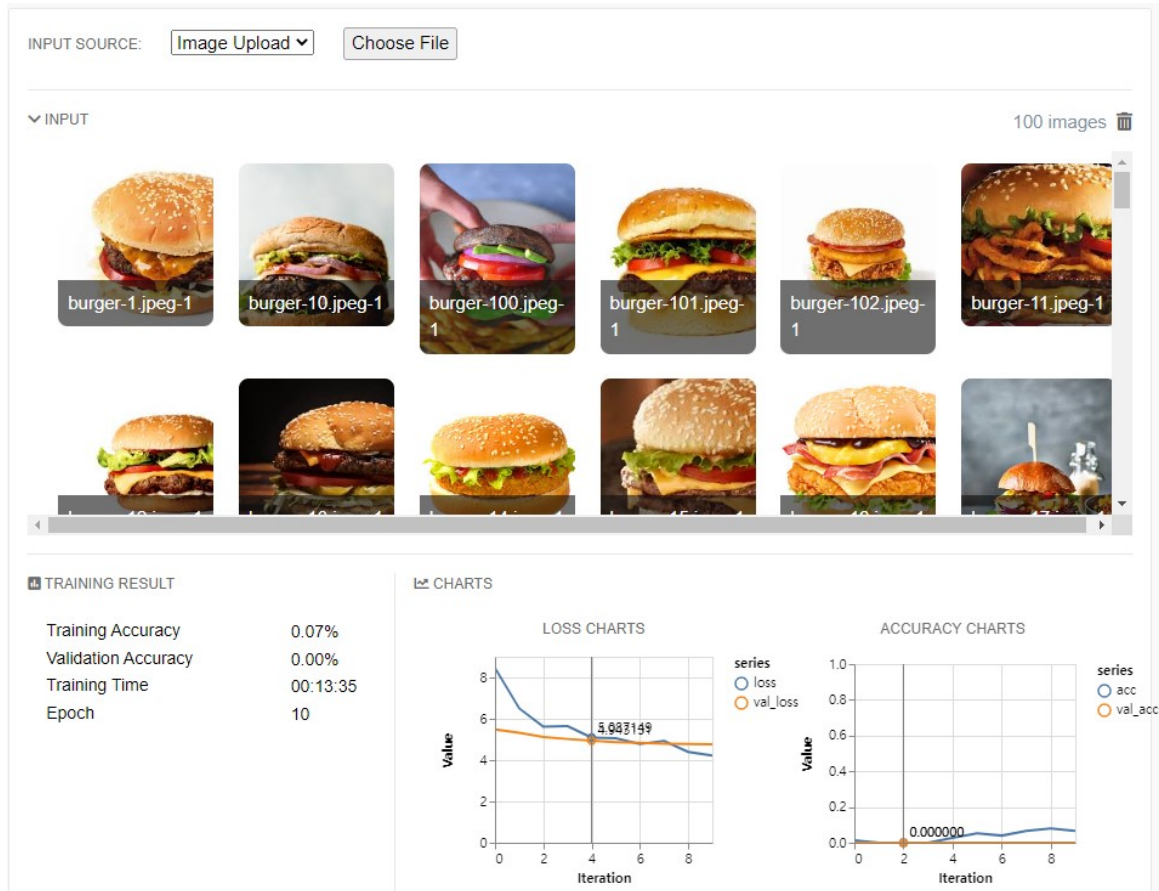 INPUT SOURCE: Image Upload Choose File
INPUT 100 images
burger-1.jpeg-1
burger-10.jpeg-1
burger-100.jpeg-
1
burger-101.jpeg-
1
burger-102.jpeg-
1
burger-11.jpeg-1
TRAINING RESULT
Training Accuracy 0.07%
Validation Accuracy 0.00%
Training Time 00:13:35
Epoch 10
CHARTS
LOSS CHARTS
Value
8
6
4
2
0
0 2 4 6 8
Iteration
series
loss
val_loss
ACCURACY CHARTS
Value
1.0
0.8
0.6
0.4
0.2
0.0
0.000000
0 2 4 6 8
Iteration
series
acc
val_acc